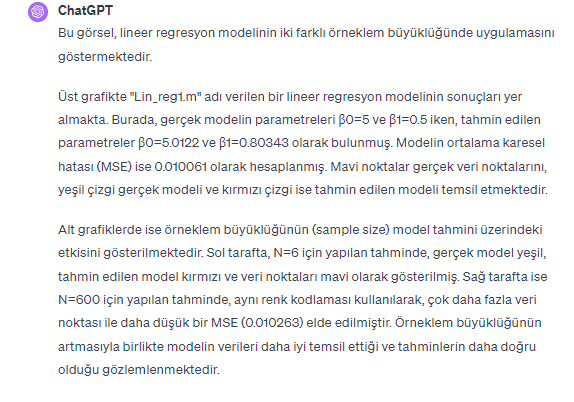 ChatGPT
Bu görsel, lineer regresyon modelinin iki farklı örneklem büyüklüğünde uygulamasını
göstermektedir.
Üst grafikte "Lin_reg1.m" adı verilen bir lineer regresyon modelinin sonuçları yer
almakta. Burada, gerçek modelin parametreleri β0=5 ve β1=0.5 iken, tahmin edilen
parametreler β0=5.0122 ve β1=0.80343 olarak bulunmuş. Modelin ortalama karesel
hatası (MSE) ise 0.010061 olarak hesaplanmış. Mavi noktalar gerçek veri noktalarını,
yeşil çizgi gerçek modeli ve kırmızı çizgi ise tahmin edilen modeli temsil etmektedir.
Alt grafiklerde ise örneklem büyüklüğünün (sample size) model tahmini üzerindeki
etkisini gösterilmektedir. Sol tarafta, N=6 için yapılan tahminde, gerçek model yeşil,
tahmin edilen model kırmızı ve veri noktaları mavi olarak gösterilmiş. Sağ tarafta ise
N=600 için yapılan tahminde, aynı renk kodlaması kullanılarak, çok daha fazla veri
noktası ile daha düşük bir MSE (0.010263) elde edilmiştir. Örneklem büyüklüğünün
artmasıyla birlikte modelin verileri daha iyi temsil ettiği ve tahminlerin daha doğru
olduğu gözlemlenmektedir.